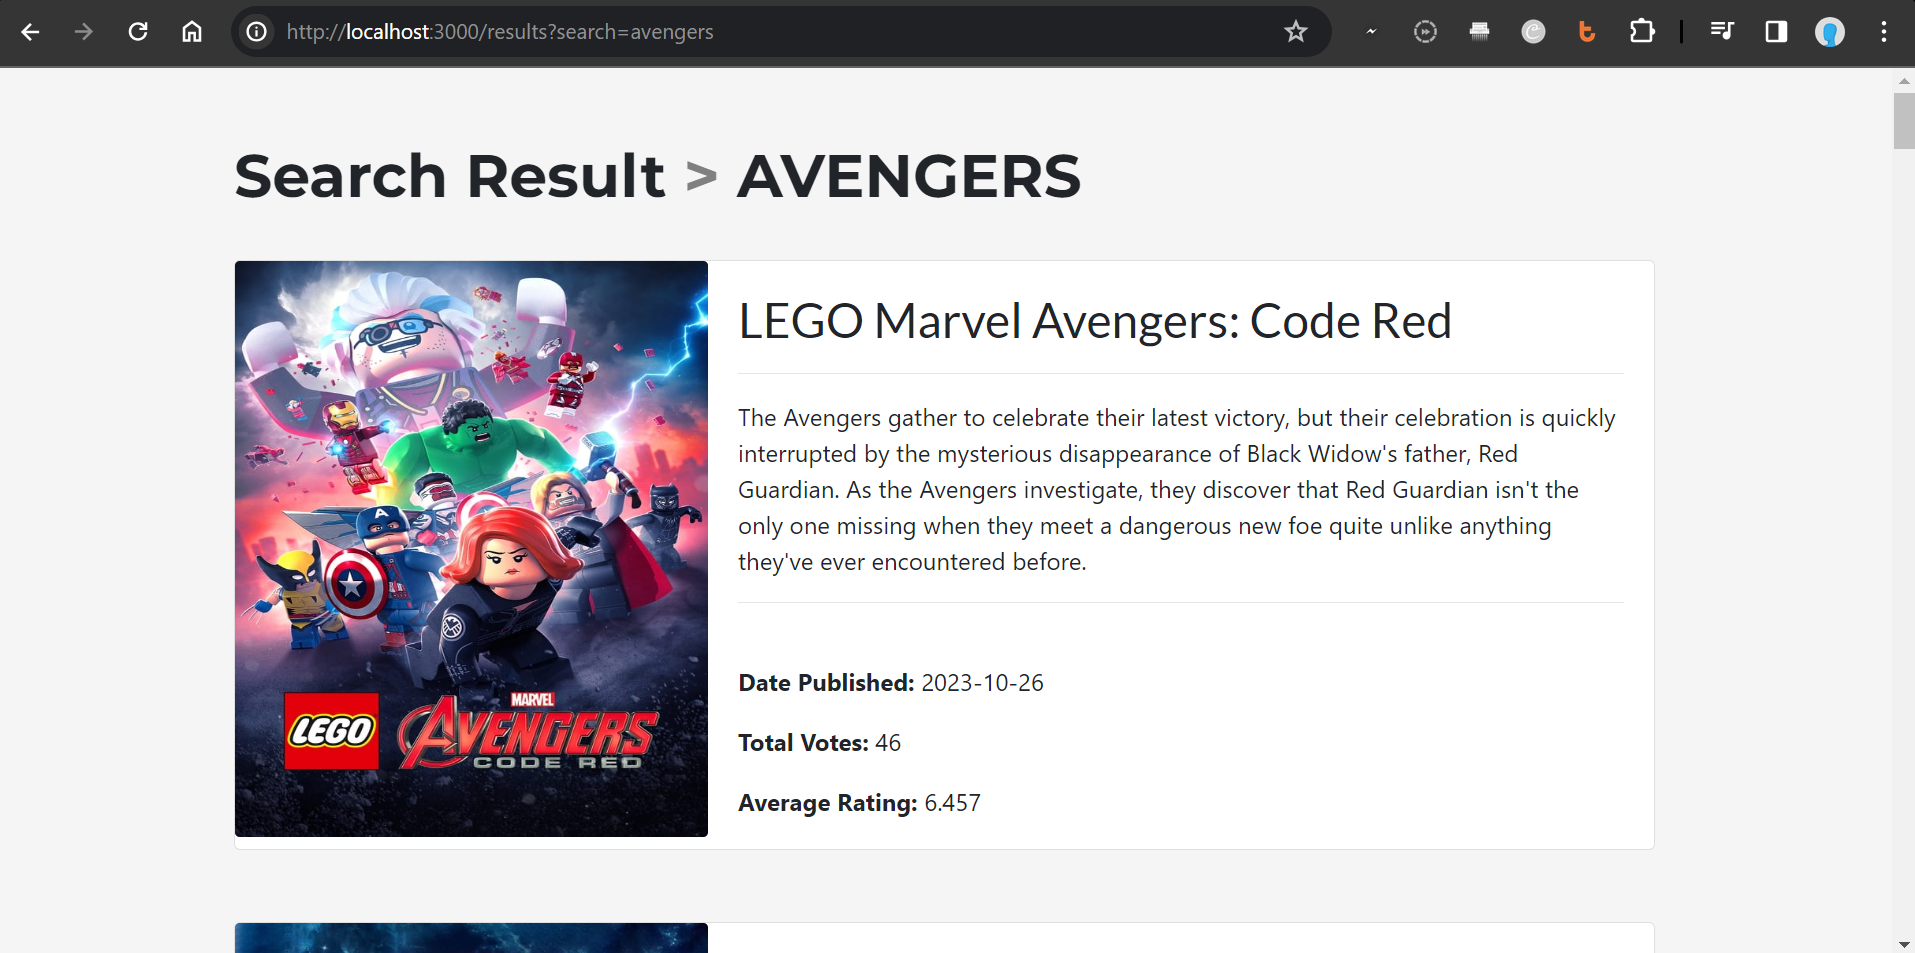 http://localhost:3000/results?search=avengers
Search Result > AVENGERS
LEGO Marvel Avengers: Code Red
The Avengers gather to celebrate their latest victory, but their celebration is quickly
interrupted by the mysterious disappearance of Black Widow's father, Red
Guardian. As the Avengers investigate, they discover that Red Guardian isn't the
only one missing when they meet a dangerous new foe quite unlike anything
they've ever encountered before.
Date Published: 2023-10-26
Total Votes: 46
Average Rating: 6.457
A
LEGO
MARVEL
AVENGERS
CODE RED